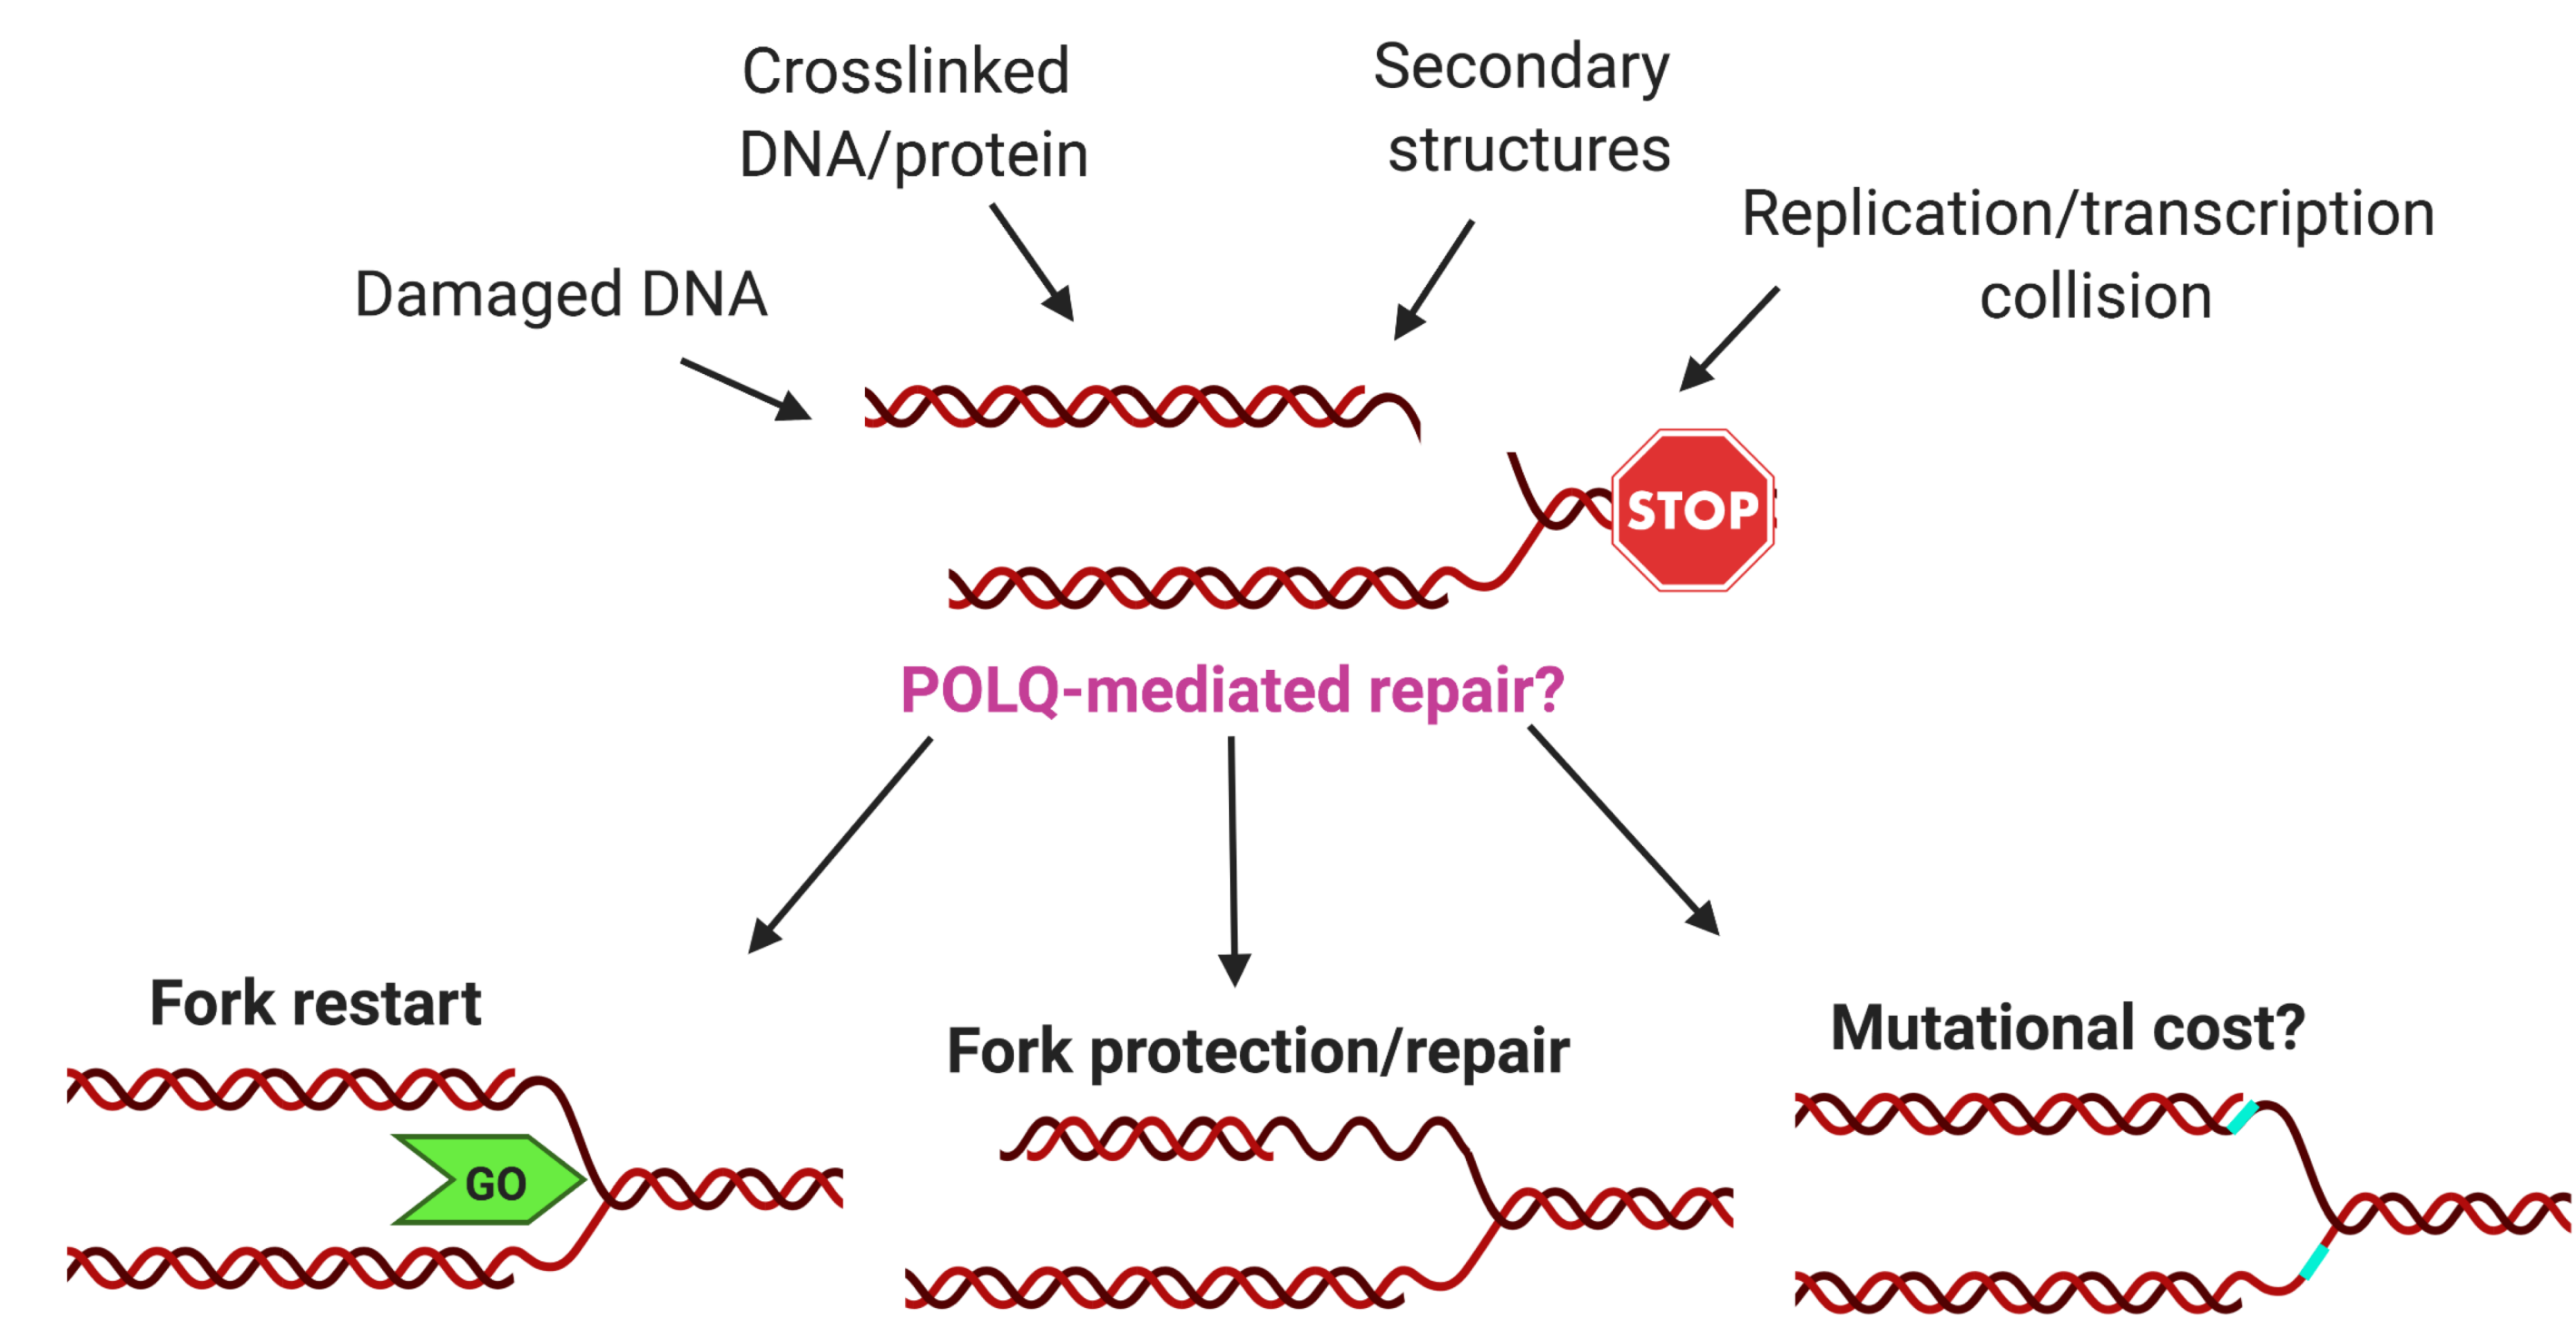 Crosslinked
DNA/protein
Secondary
structures
Replication/transcription
collision
Damaged DNA
STOP
POLQ-mediated repair?
Fork restart
GO
Fork protection/repair
Mutational cost?